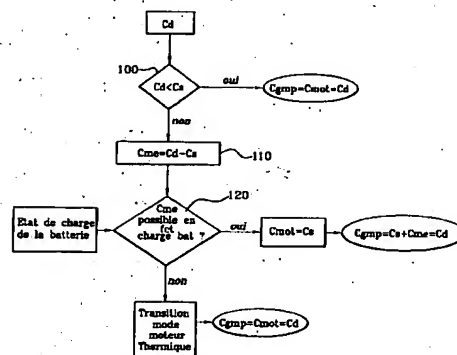 Cd
100
Cd<Cs
oui
Cgmp=Cmot=Cd
non
Cme=Cd-Cs
110
120
Cme
possible en
fct
charge bat ?
Etat de charge
de la batterie
oui
Cmot=Cs
Cgmp=Cs+Cme=Cd
non
Transition
mode
moteur
Thermique
Cgmp=Cmot=Cd